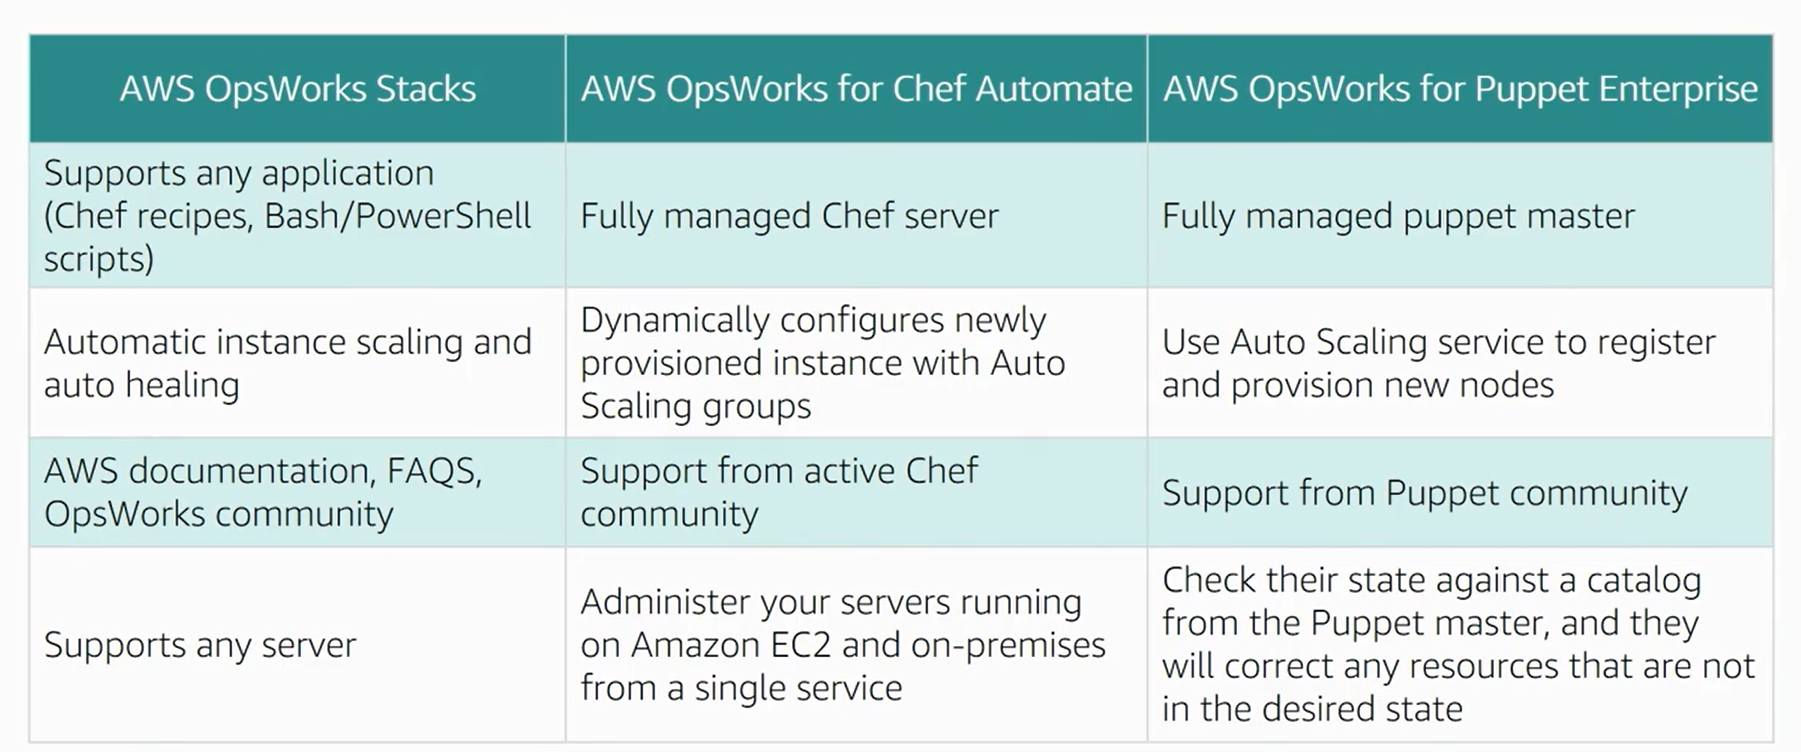 AWS OpsWorks Stacks
AWS OpsWorks for Chef Automate
AWS OpsWorks for Puppet Enterprise
Supports any application
(Chef recipes, Bash/PowerShell
scripts)
Fully managed Chef server
Fully managed puppet master
Automatic instance scaling and
auto healing
Dynamically configures newly
provisioned instance with Auto
Scaling groups
Use Auto Scaling service to register
and provision new nodes
AWS documentation, FAQS,
OpsWorks community
Support from active Chef
community
Support from Puppet community
Supports any server
Administer your servers running
on Amazon EC2 and on-premises
from a single service
Check their state against a catalog
from the Puppet master, and they
will correct any resources that are not
in the desired state